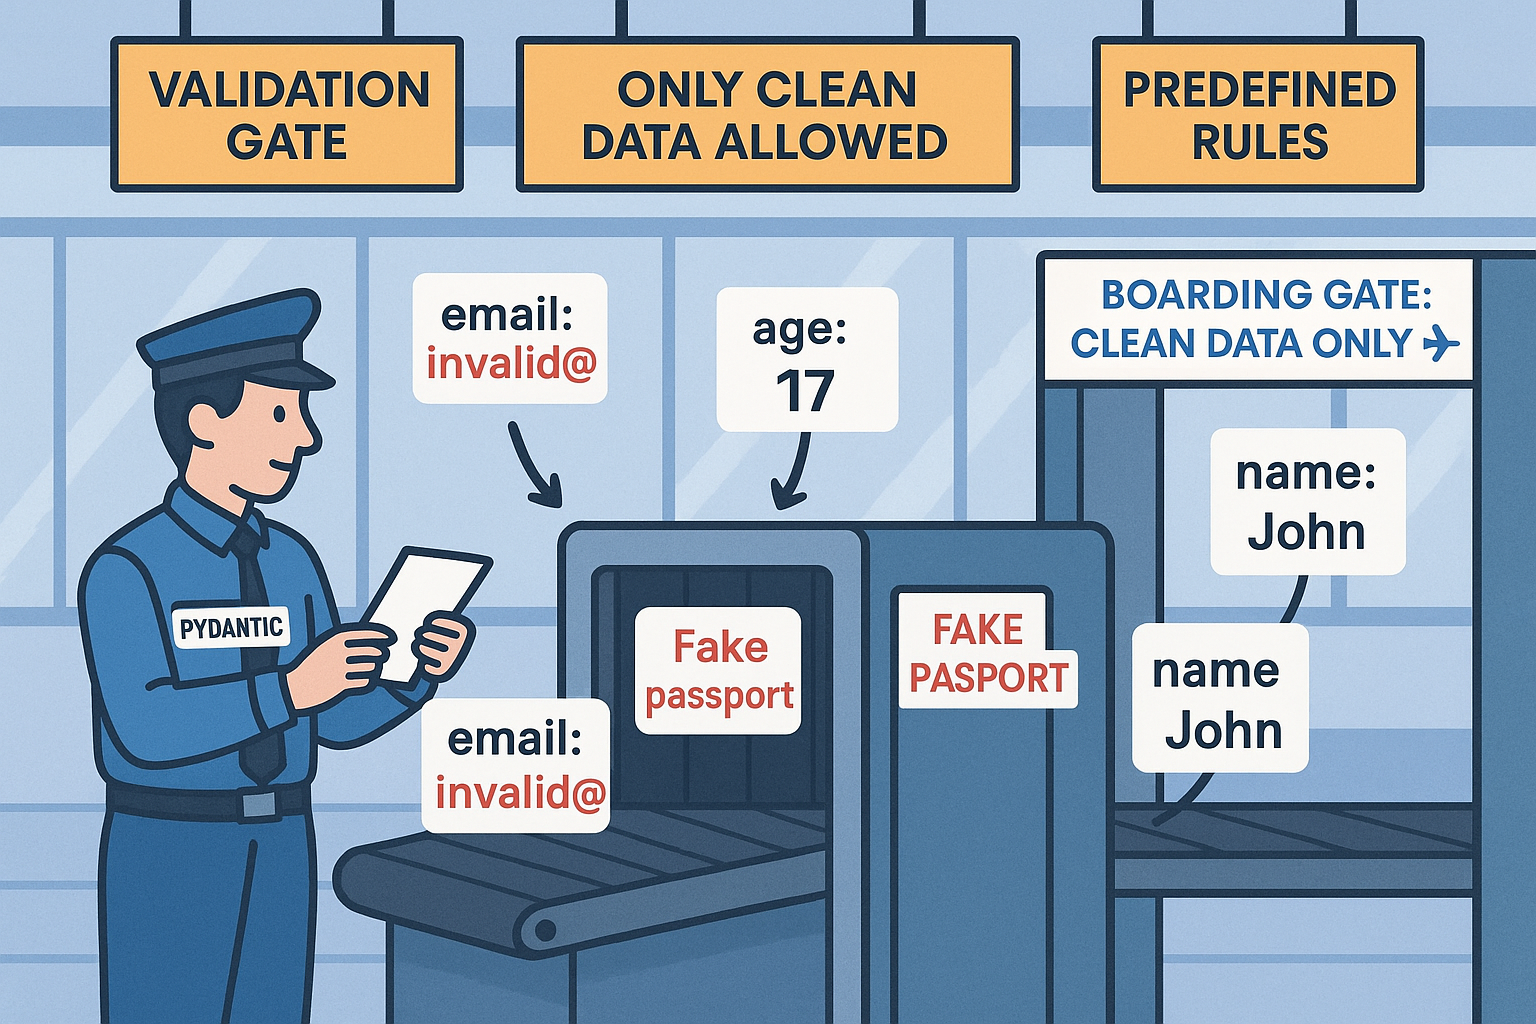 VALIDATION
GATE
ONLY CLEAN
DATA ALLOWED
PREDEFINED
RULES
BOARDING GATE:
CLEAN DATA ONLY
email:
invalid@
age:
17
name:
John
PYDANTIC
Fake
passport
FAKE
PASPORT
name
John
email:
invalid@